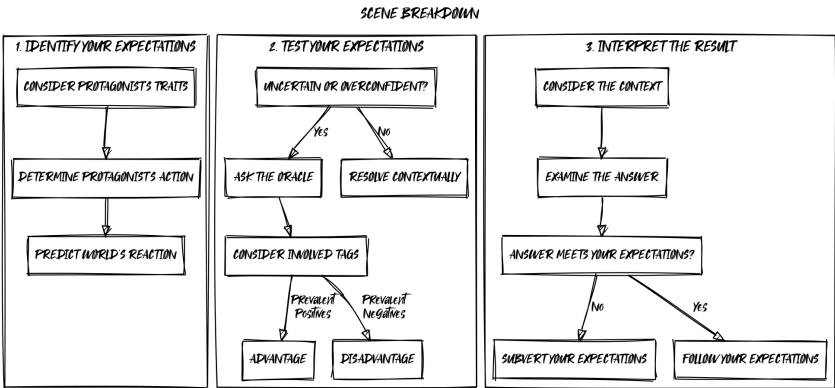 SCENE BREAKDOWN
1. IDENTIFY YOUR EXPECTATIONS
CONSIDER PROTAGONIST'S TRAITS
DETERMINE PROTAGONIST'S ACTION
PREDICT WORLD'S REACTION
2. TEST YOUR EXPECTATIONS
UNCERTAIN OR OVERCONFIDENT?
YES
NO
ASK THE ORACLE
RESOLVE CONTEXTUALLY
CONSIDER INVOLVED TAGS
PREVALENT
POSITIVES
PREVALENT
NEGATIVES
ADVANTAGE
DISADVANTAGE
3. INTERPRET THE RESULT
CONSIDER THE CONTEXT
EXAMINE THE ANSWER
ANSWER MEETS YOUR EXPECTATIONS?
NO
YES
SUBVERT YOUR EXPECTATIONS
FOLLOW YOUR EXPECTATIONS